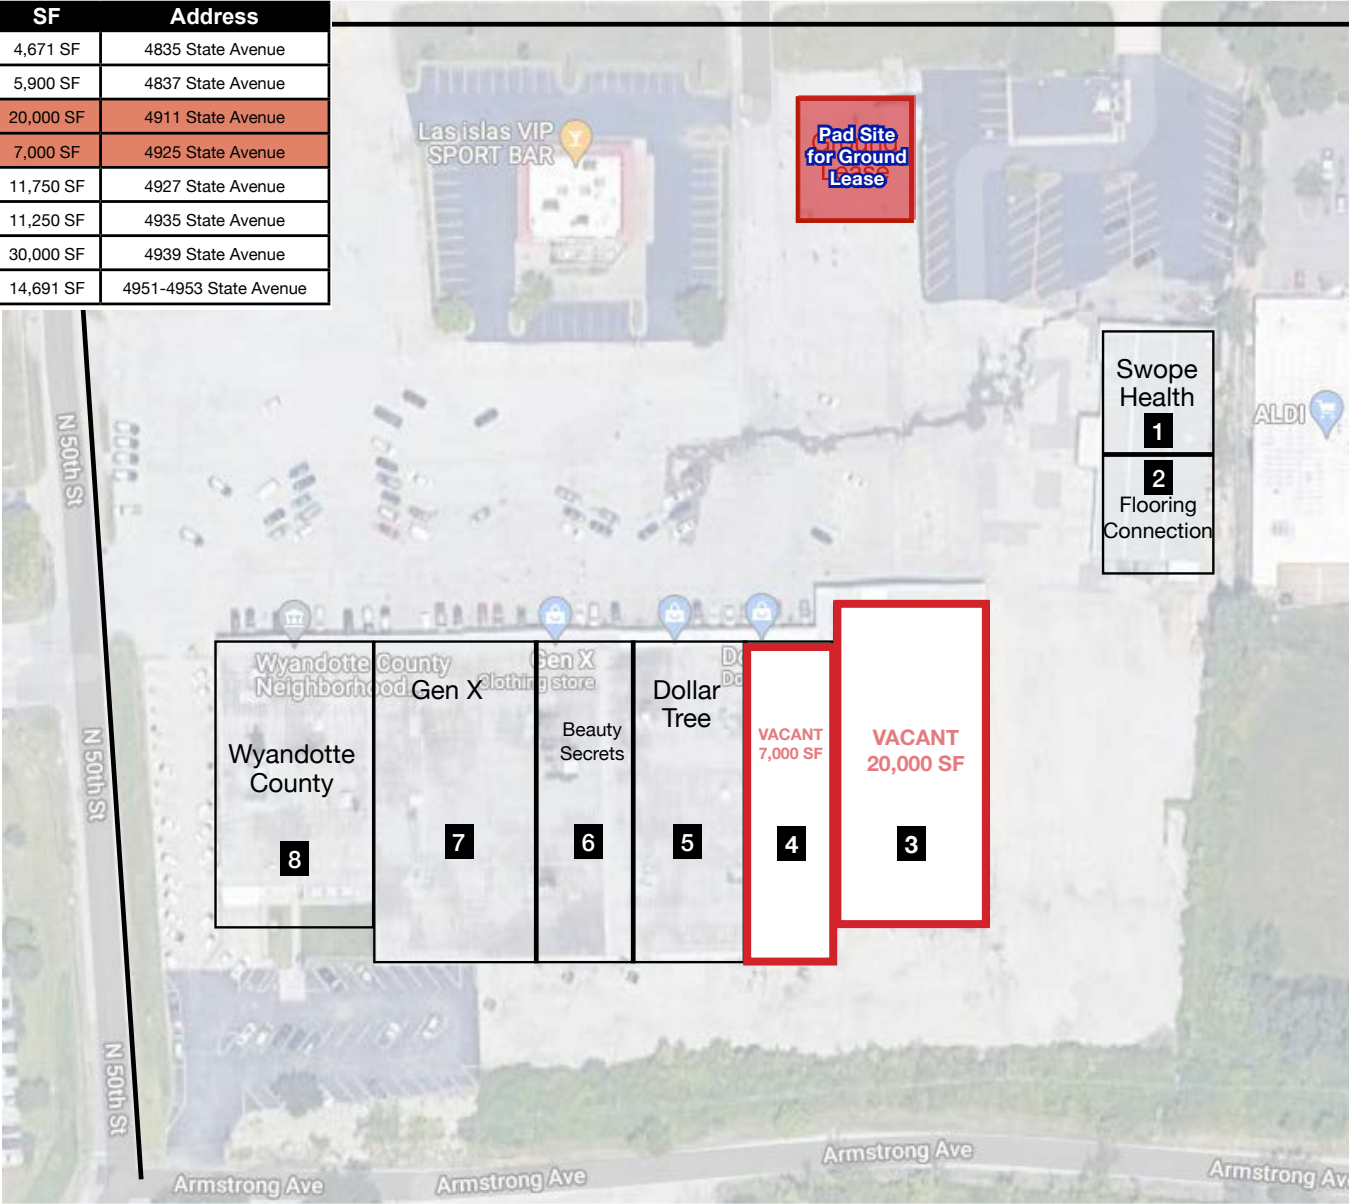 SF Address
4,671 SF 4835 State Avenue
5,900 SF 4837 State Avenue
20,000 SF 4911 State Avenue
7,000 SF 4925 State Avenue
11,750 SF 4927 State Avenue
11,250 SF 4935 State Avenue
30,000 SF 4939 State Avenue
14,691 SF 4951-4953 State Avenue
Las islas VIP
SPORT BAR
Pad Site
for Ground
Lease
Swope
Health
1
2
Flooring
Connection
ALDI
N 50th St
Wyandotte County
Neighborhood
Gen X
Clothing store
Do
Do
Wyandotte
County
8
Gen X
7
Beauty
Secrets
6
Dollar
Tree
5
VACANT
7,000 SF
4
VACANT
20,000 SF
3
N 50th St
N 50th St
Armstrong Ave
Armstrong Ave
Armstrong Ave
Armstrong Av